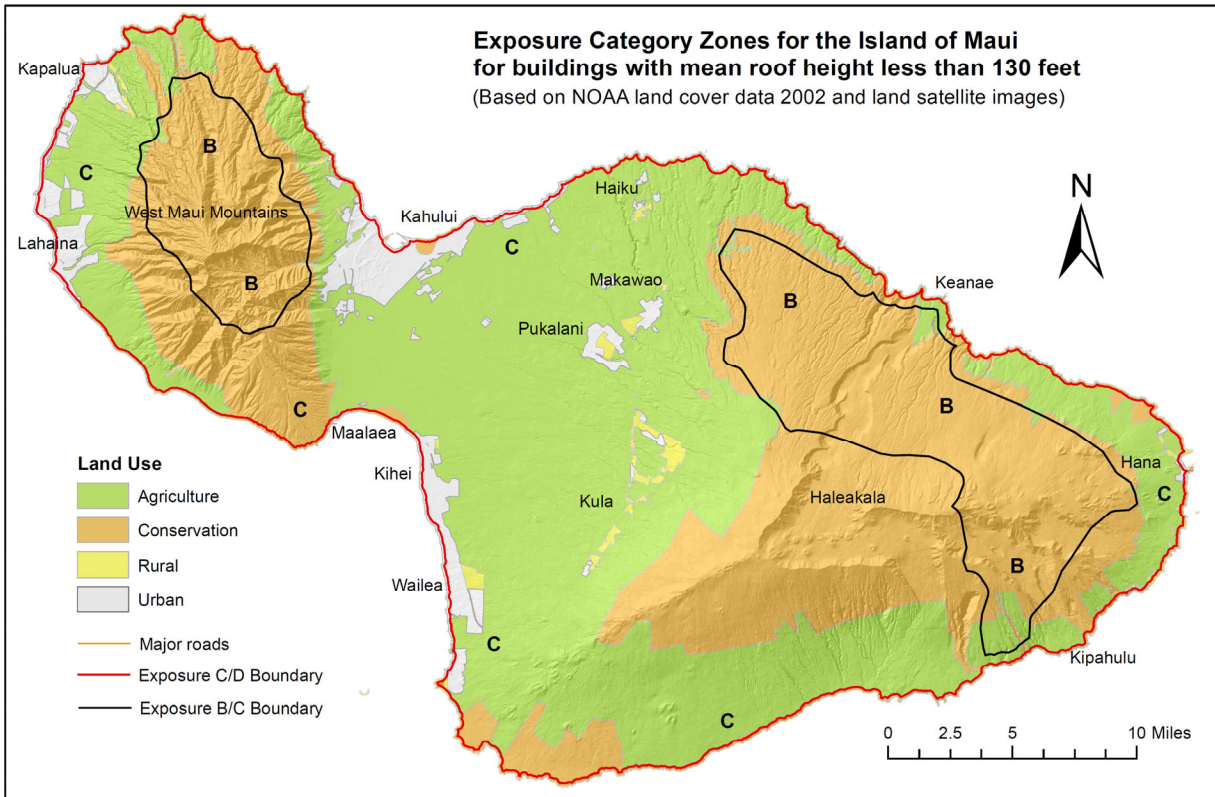 Exposure Category Zones for the Island of Maui
for buildings with mean roof height less than 130 feet
(Based on NOAA land cover data 2002 and land satellite images)
Kapalua
B
C
West Maui Mountains
Lahaina
B
C
Kahului
C
Haiku
N
Makawao
Pukalani
B
Keanae
B
Maalaea
Kihei
Kula
Haleakala
Hana
C
B
Wailea
C
Kipahulu
C
Land Use
Agriculture
Conservation
Rural
Urban
Major roads
Exposure C/D Boundary
Exposure B/C Boundary
0 2.5 5 10 Miles